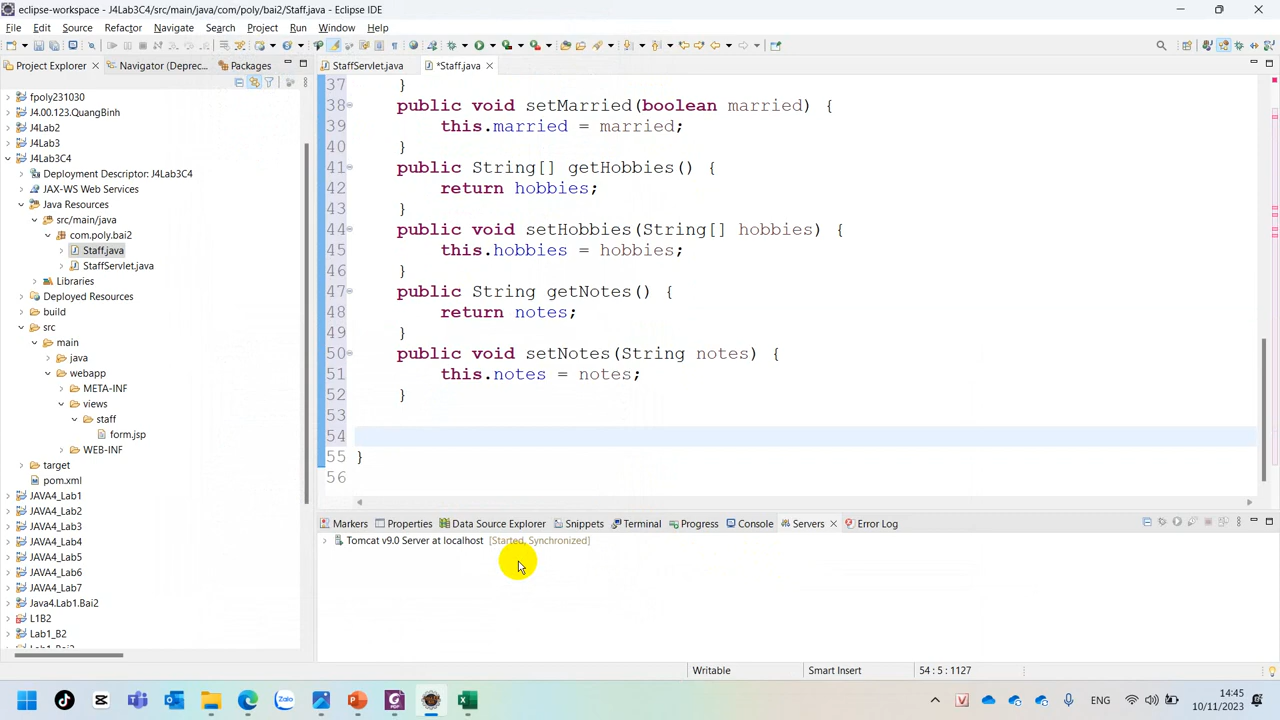 eclipse-workspace - J4Lab3C4/src/main/java/com/poly/bai2/Staff.java - Eclipse IDE
File Edit Source Refactor Navigate Search Project Run Window Help
Project Explorer Navigator (Deprec... Packages
StaffServlet.java *Staff.java
fpoly231030
J4.00.123.QuangBinh
J4Lab2
J4Lab3
J4Lab3C4
Deployment Descriptor: J4Lab3C4
JAX-WS Web Services
Java Resources
src/main/java
com.poly.bai2
Staff.java
StaffServlet.java
Libraries
Deployed Resources
build
src
main
java
webapp
META-INF
views
staff
form.jsp
WEB-INF
target
pom.xml
JAVA4_Lab1
JAVA4_Lab2
JAVA4_Lab3
JAVA4_Lab4
JAVA4_Lab5
JAVA4_Lab6
JAVA4_Lab7
Java4.Lab1.Bai2
L1B2
Lab1_B2
37 }
38 public void setMarried(boolean married) {
39 this.married = married;
40 }
41 public String[] getHobbies() {
42 return hobbies;
43 }
44 public void setHobbies(String[] hobbies) {
45 this.hobbies = hobbies;
46 }
47 public String getNotes() {
48 return notes;
49 }
50 public void setNotes(String notes) {
51 this.notes = notes;
52 }
53
54
55 }
56
Markers Properties Data Source Explorer Snippets Terminal Progress Console Servers Error Log
Tomcat v9.0 Server at localhost [Started, Synchronized]
Writable Smart Insert 54 : 5 : 1127
Zalo
ENG
14:45
10/11/2023